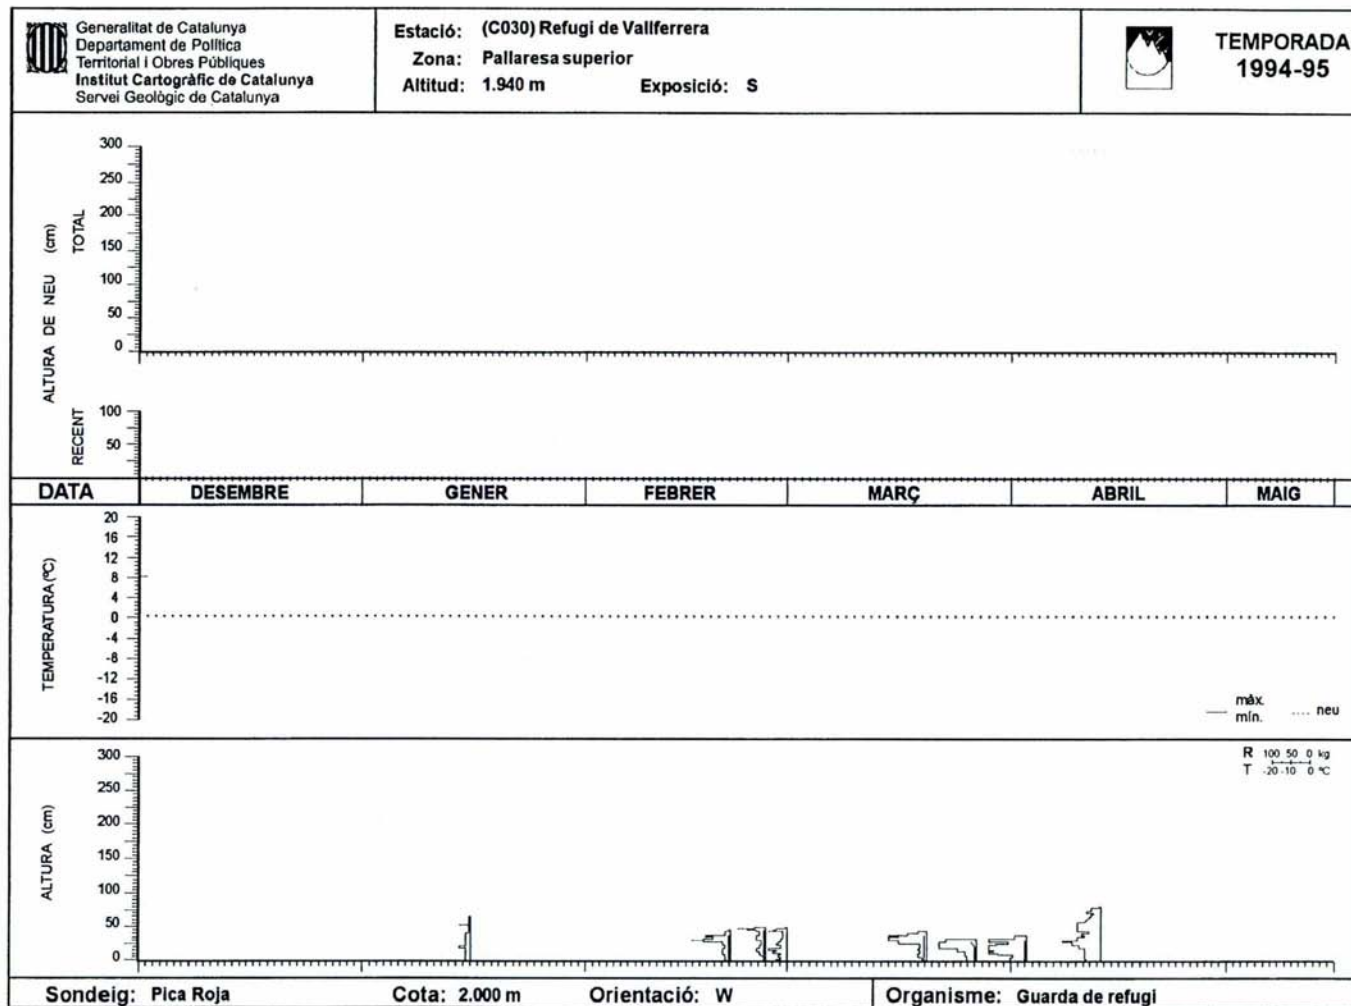 Generalitat de Catalunya
Departament de Política
Territorial i Obres Públiques
Institut Cartogràfic de Catalunya
Servei Geològic de Catalunya
Estació: (C030) Refugi de Vallferrera
Zona: Pallaresa superior
Altitud: 1.940 m Exposició: S
TEMPORADA
1994-95
ALTURA DE NEU (cm)
TOTAL
300
250
200
150
100
50
0
RECENT
100
50
DATA DESEMBRE GENER FEBRER MARÇ ABRIL MAIG
TEMPERATURA (ºC)
20
16
12
8
4
0
-4
-8
-12
-16
-20
màx.
mín.
neu
ALTURA (cm)
300
250
200
150
100
50
0
R 100 50 0 kg
T -20 -10 0 ºC
Sondeig: Pica Roja Cota: 2.000 m Orientació: W Organisme: Guarda de refugi